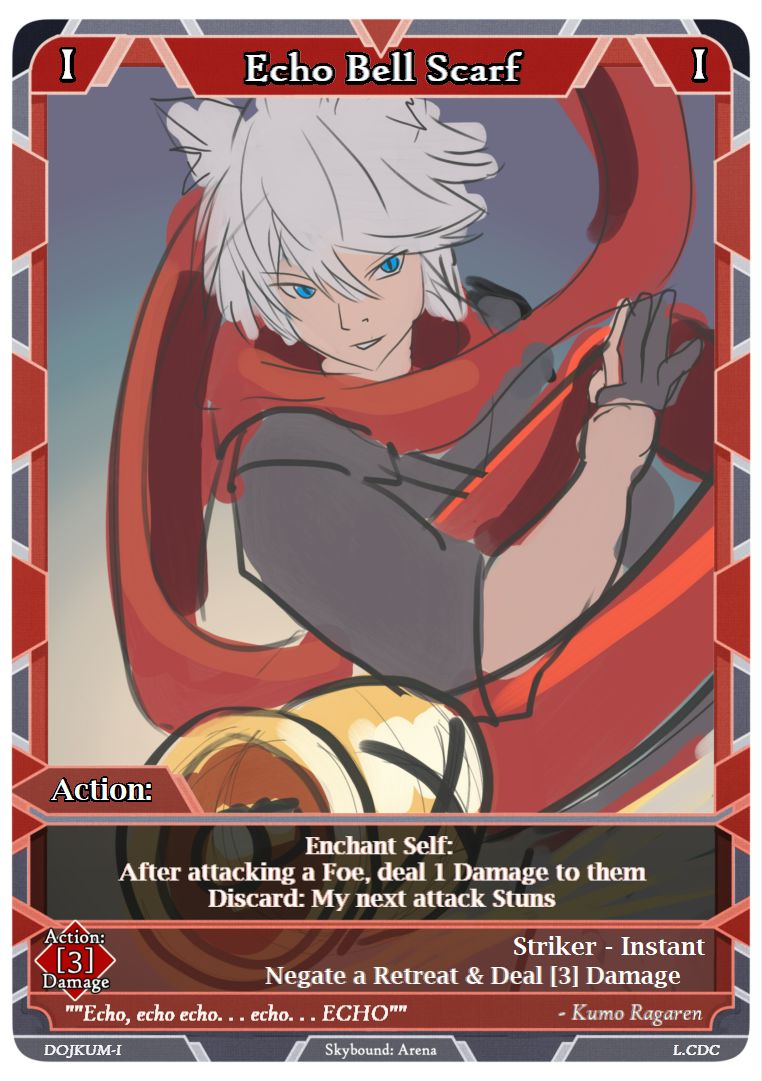 I Echo Bell Scarf I
Action:
Enchant Self:
After attacking a Foe, deal 1 Damage to them
Discard: My next attack Stuns
Action:
[3]
Damage
Striker - Instant
Negate a Retreat & Deal [3] Damage
""Echo, echo echo. . . echo. . . ECHO"" - Kumo Ragaren
DOJKUM-I Skybound: Arena L.CDC